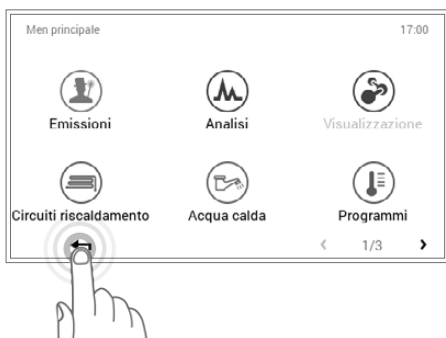 Men principale 17:00
Emissioni Analisi Visualizzazione
Circuiti riscaldamento Acqua calda Programmi
1/3